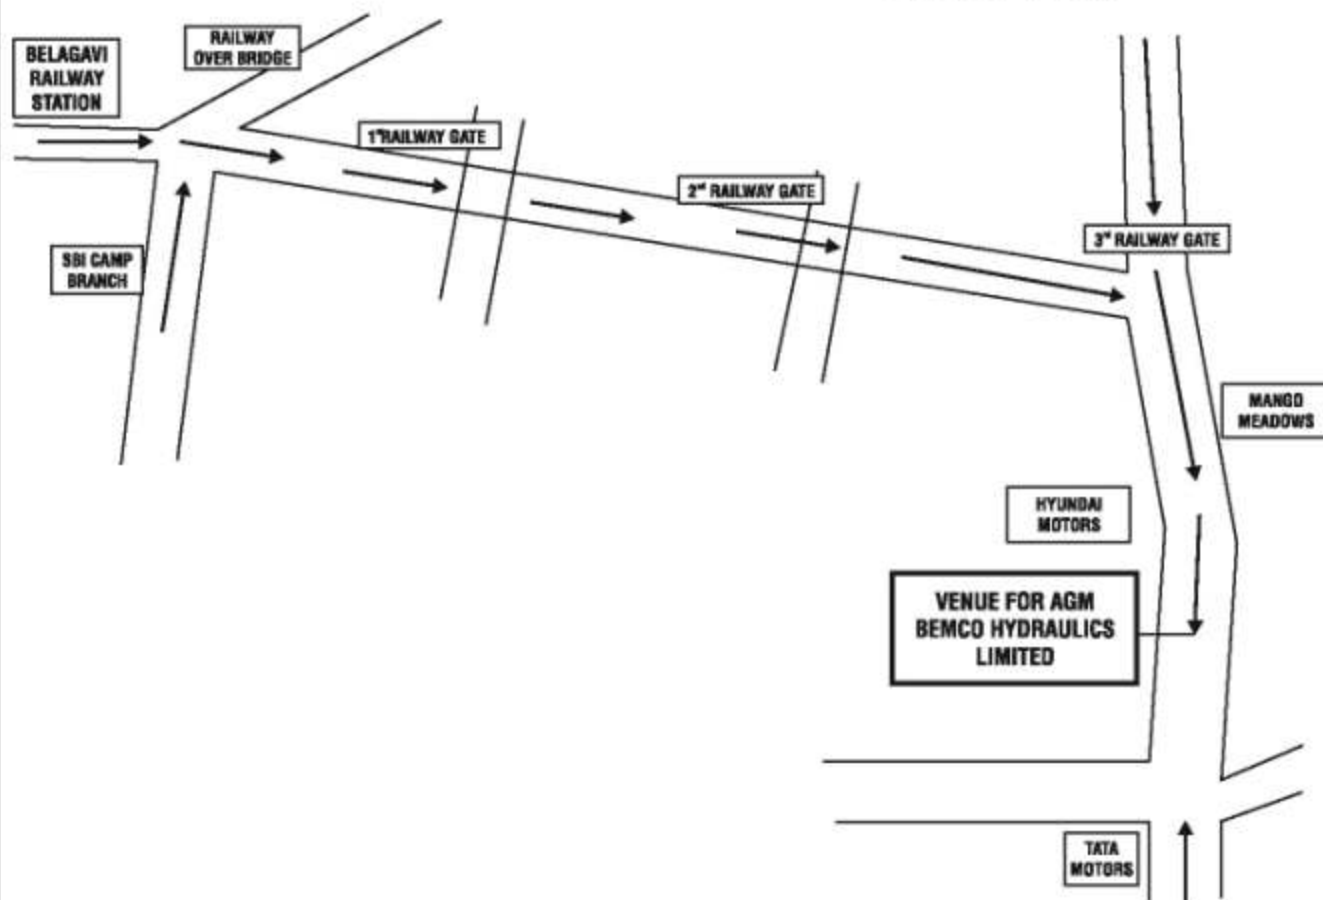 BELAGAVI
RAILWAY
STATION
RAILWAY
OVER BRIDGE
1st RAILWAY GATE
2nd RAILWAY GATE
3rd RAILWAY GATE
SBI CAMP
BRANCH
MANGO
MEADOWS
HYUNDAI
MOTORS
VENUE FOR AGM
BEMCO HYDRAULICS
LIMITED
TATA
MOTORS